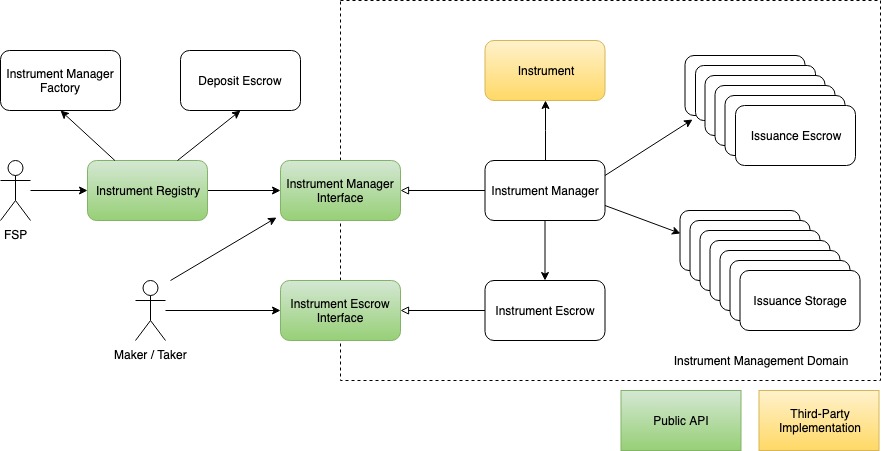 Instrument Manager
Factory
Deposit Escrow
Instrument
Issuance Escrow
FSP
Instrument Registry
Instrument Manager
Interface
Instrument Manager
Maker / Taker
Instrument Escrow
Interface
Instrument Escrow
Issuance Storage
Instrument Management Domain
Public API
Third-Party
Implementation